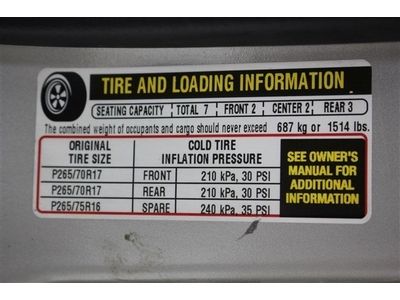 TIRE AND LOADING INFORMATION
SEATING CAPACITY TOTAL 7 FRONT 2 CENTER 2 REAR 3
The combined weight of occupants and cargo should never exceed 687 kg or 1514 lbs.
ORIGINAL TIRE SIZE COLD TIRE INFLATION PRESSURE
P265/70R17 FRONT 210 kPa, 30 PSI
P265/70R17 REAR 210 kPa, 30 PSI
P265/75R16 SPARE 240 kPa, 35 PSI
SEE OWNER'S
MANUAL FOR
ADDITIONAL
INFORMATION